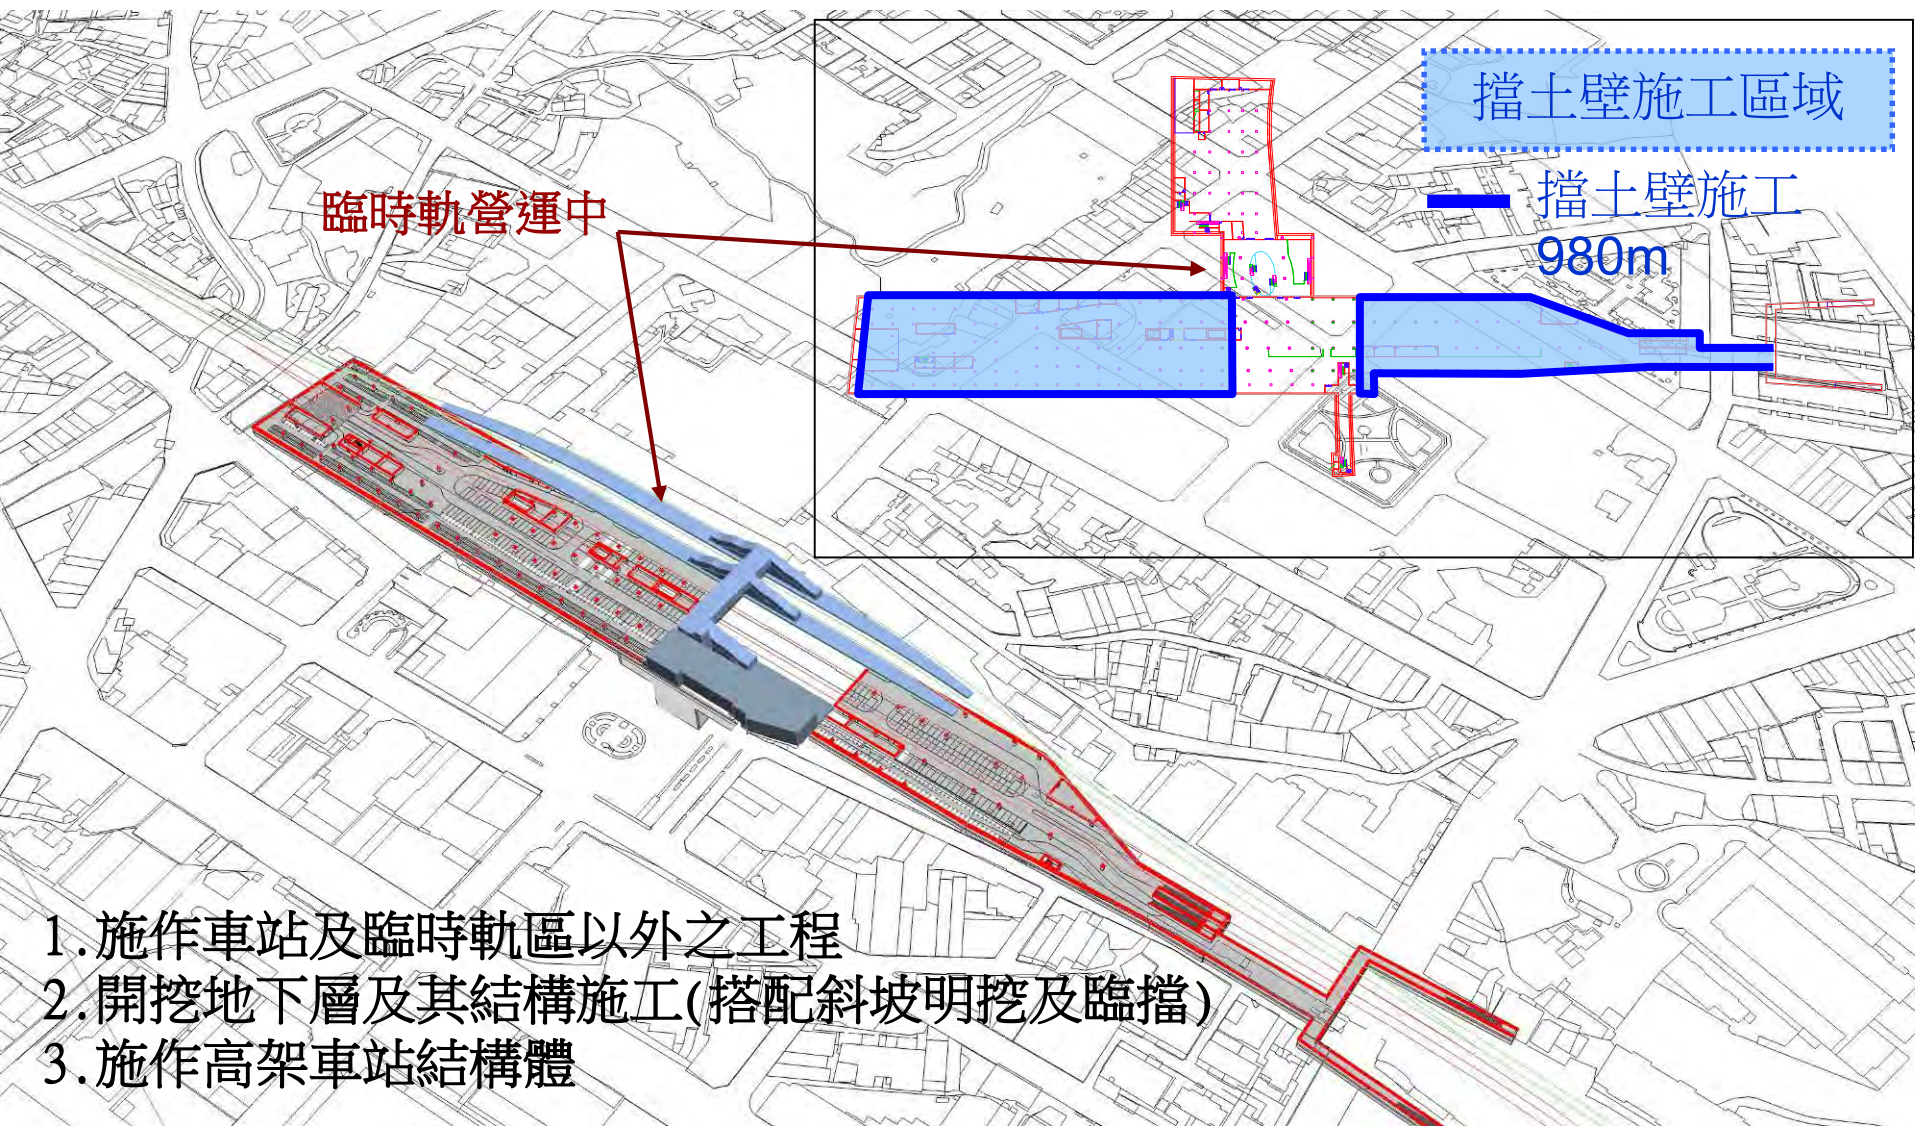 擋土壁施工區域
擋土壁施工
980m
臨時軌營運中
1.施作車站及臨時軌區以外之工程
2.開挖地下層及其結構施工(搭配斜坡明挖及臨擋)
3.施作高架車站結構體